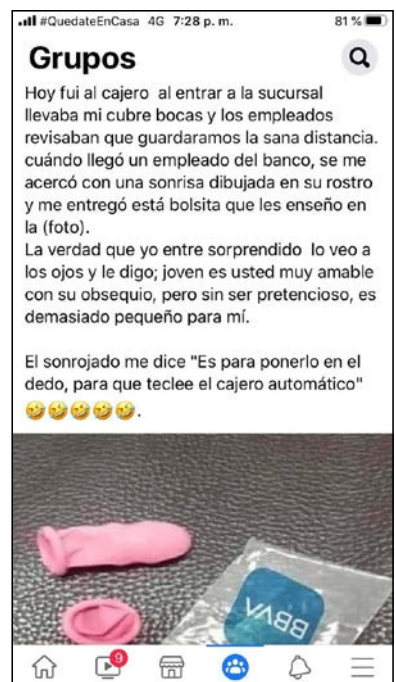 #QuedateEnCasa 4G 7:28 p. m. 81 %
Grupos
Hoy fui al cajero al entrar a la sucursal
llevaba mi cubre bocas y los empleados
revisaban que guardaramos la sana distancia.
cuándo llegó un empleado del banco, se me
acercó con una sonrisa dibujada en su rostro
y me entregó está bolsita que les enseño en
la (foto).
La verdad que yo entre sorprendido lo veo a
los ojos y le digo; joven es usted muy amable
con su obsequio, pero sin ser pretencioso, es
demasiado pequeño para mí.
El sonrojado me dice "Es para ponerlo en el
dedo, para que teclee el cajero automático"
🤣🤣🤣🤣🤣.
BBVA
9